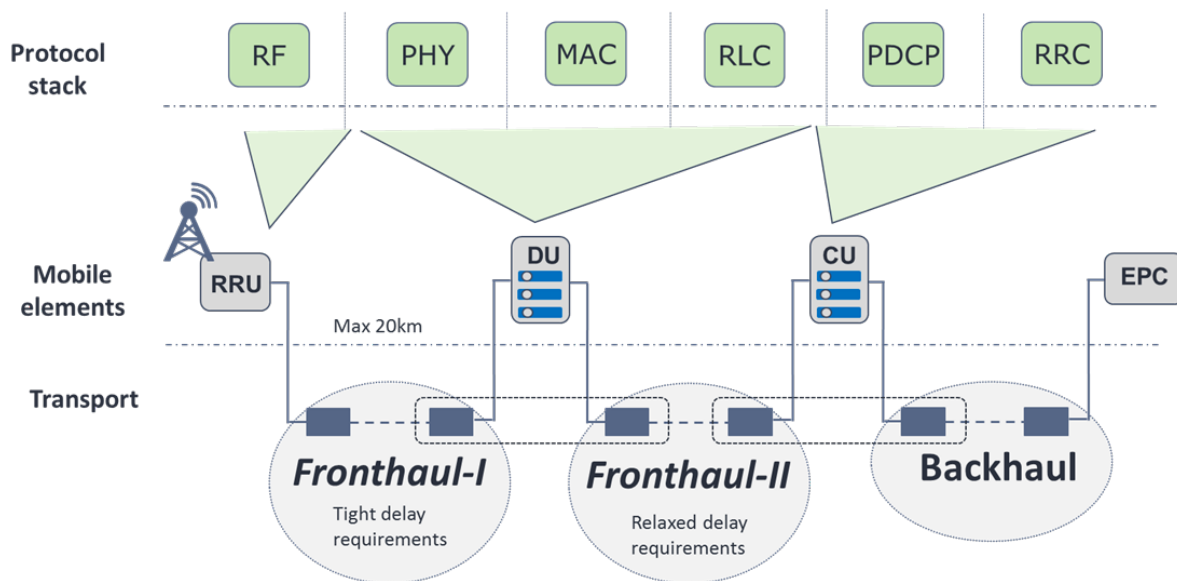 Protocol
stack
RF
PHY
MAC
RLC
PDCP
RRC
Mobile
elements
RRU
DU
CU
EPC
Max 20km
Transport
Fronthaul-I
Tight delay
requirements
Fronthaul-II
Relaxed delay
requirements
Backhaul